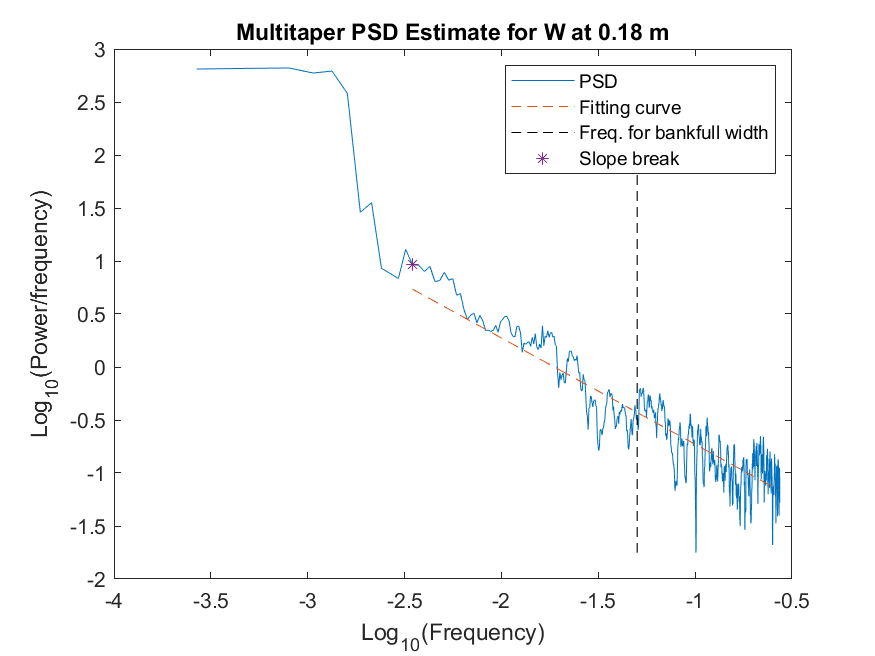 Multitaper PSD Estimate for W at 0.18 m
3
2.5
2
1.5
1
0.5
0
-0.5
-1
-1.5
-2
Log10(Power/frequency)
PSD
Fitting curve
Freq. for bankfull width
Slope break
-4
-3.5
-3
-2.5
-2
-1.5
-1
-0.5
Log10(Frequency)